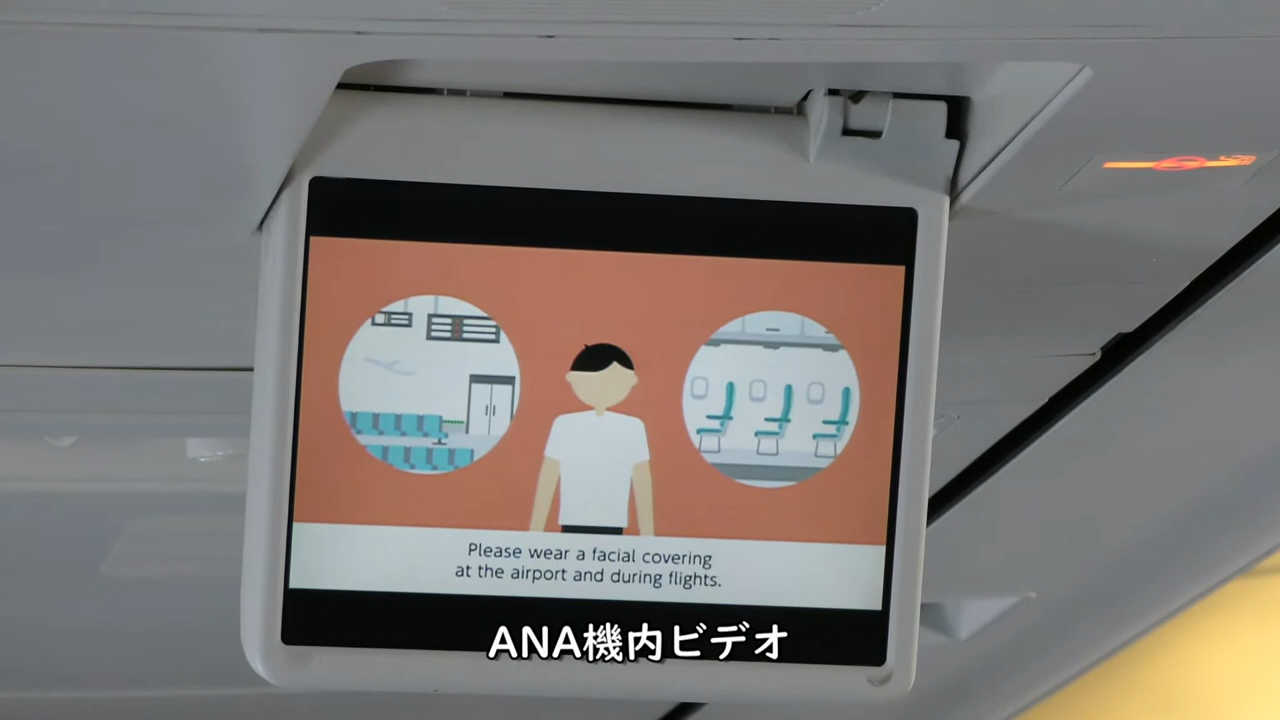 Please wear a facial covering
at the airport and during flights.
ANA機内ビデオ